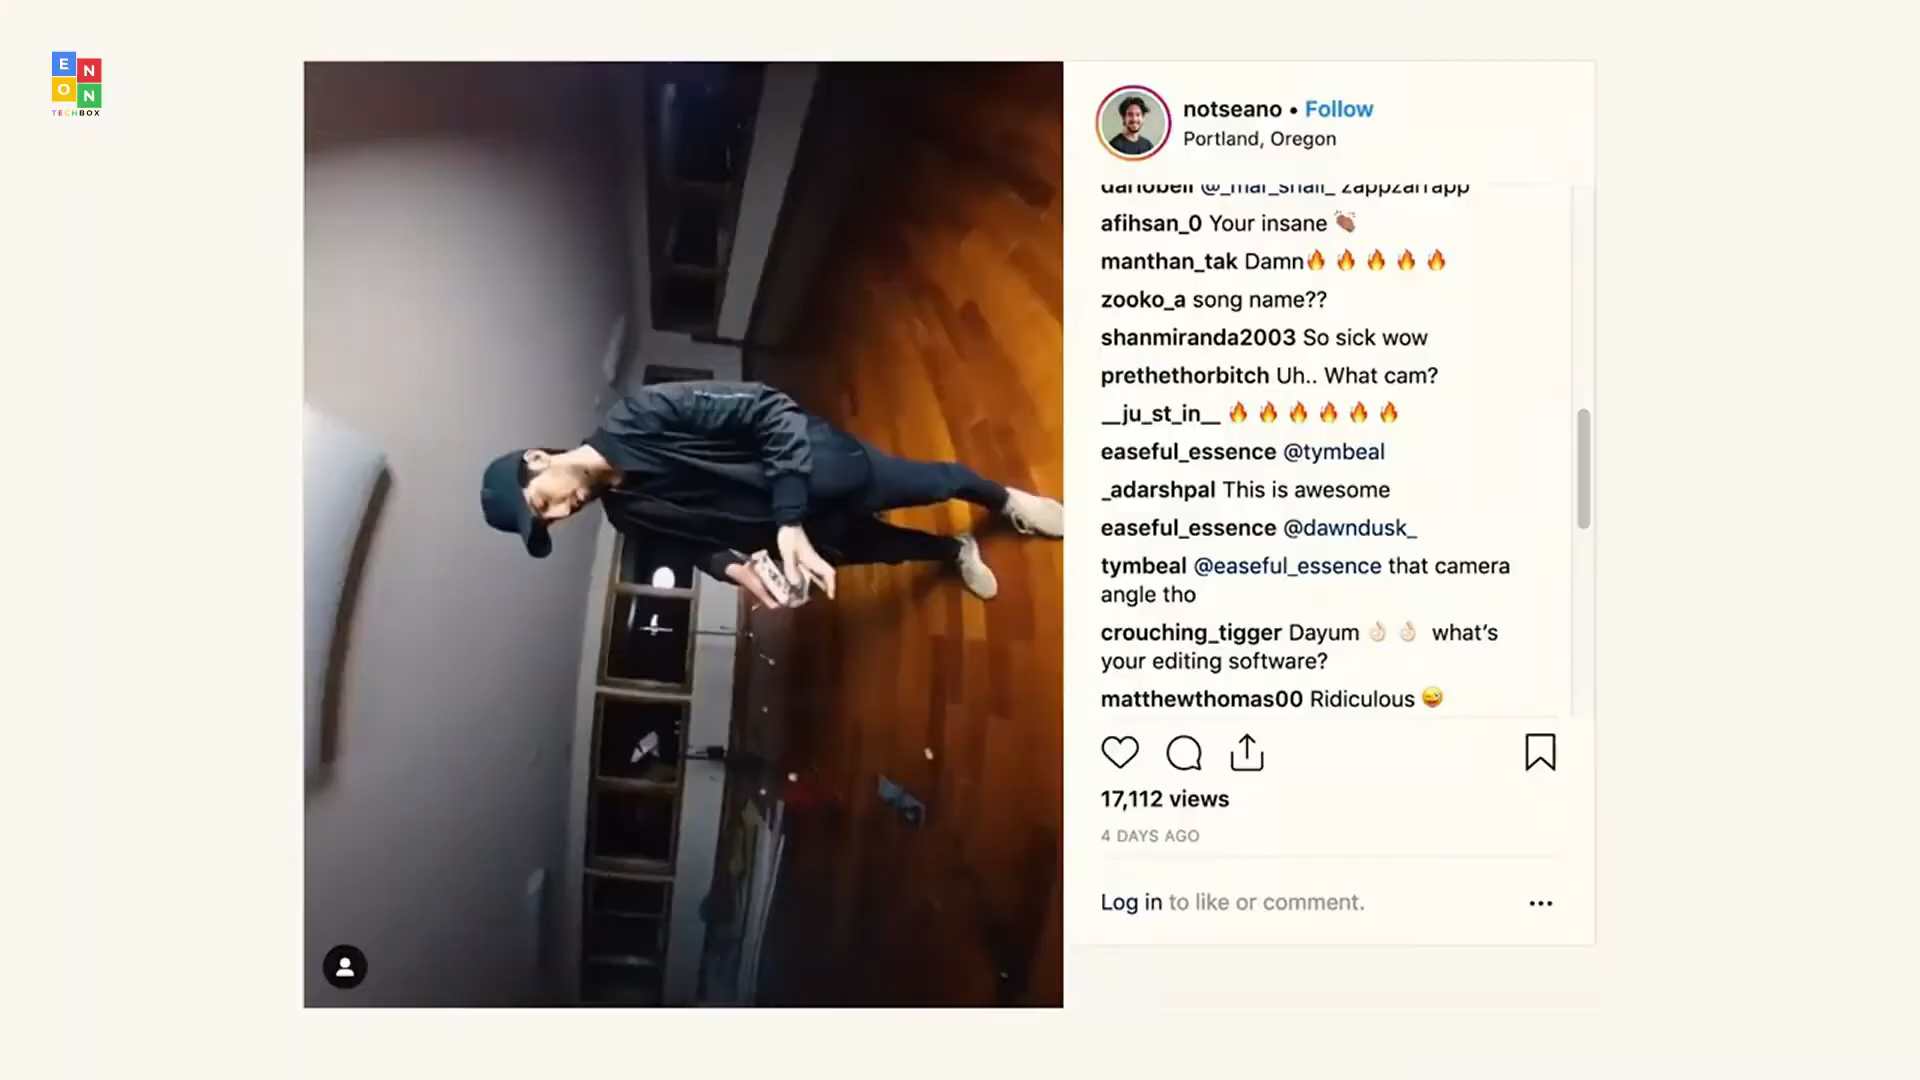 E N
O N
TECHBOX
notseano • Follow
Portland, Oregon
afihsan_0 Your insane 👏🏽
manthan_tak Damn🔥 🔥 🔥 🔥 🔥
zooko_a song name??
shanmiranda2003 So sick wow
prethethorbitch Uh.. What cam?
__ju_st_in__ 🔥 🔥 🔥 🔥 🔥 🔥
easeful_essence @tymbeal
_adarshpal This is awesome
easeful_essence @dawndusk_
tymbeal @easeful_essence that camera
angle tho
crouching_tigger Dayum 👌🏻 👌🏻 what's
your editing software?
matthewthomas00 Ridiculous 😜
17,112 views
4 DAYS AGO
Log in to like or comment.